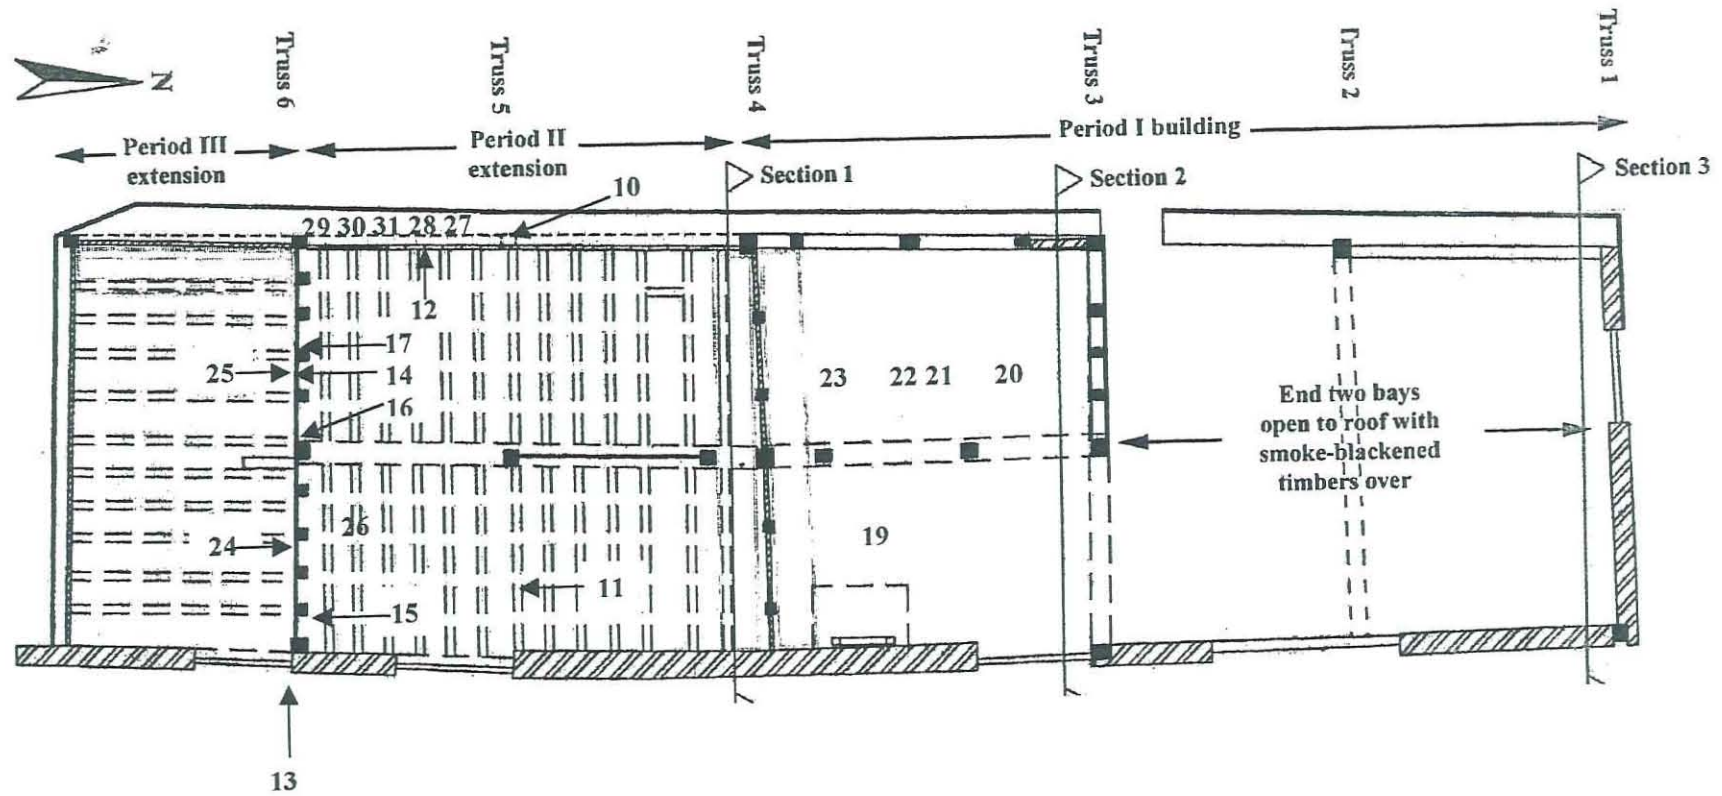 Truss 6
Truss 5
Truss 4
Truss 3
Truss 2
Truss 1
N
Period III
extension
Period II
extension
Period I building
Section 1
Section 2
Section 3
10
29 30 31 28 27
12
17
25
14
16
23
22 21
20
End two bays
open to roof with
smoke-blackened
timbers over
26
24
19
11
15
13